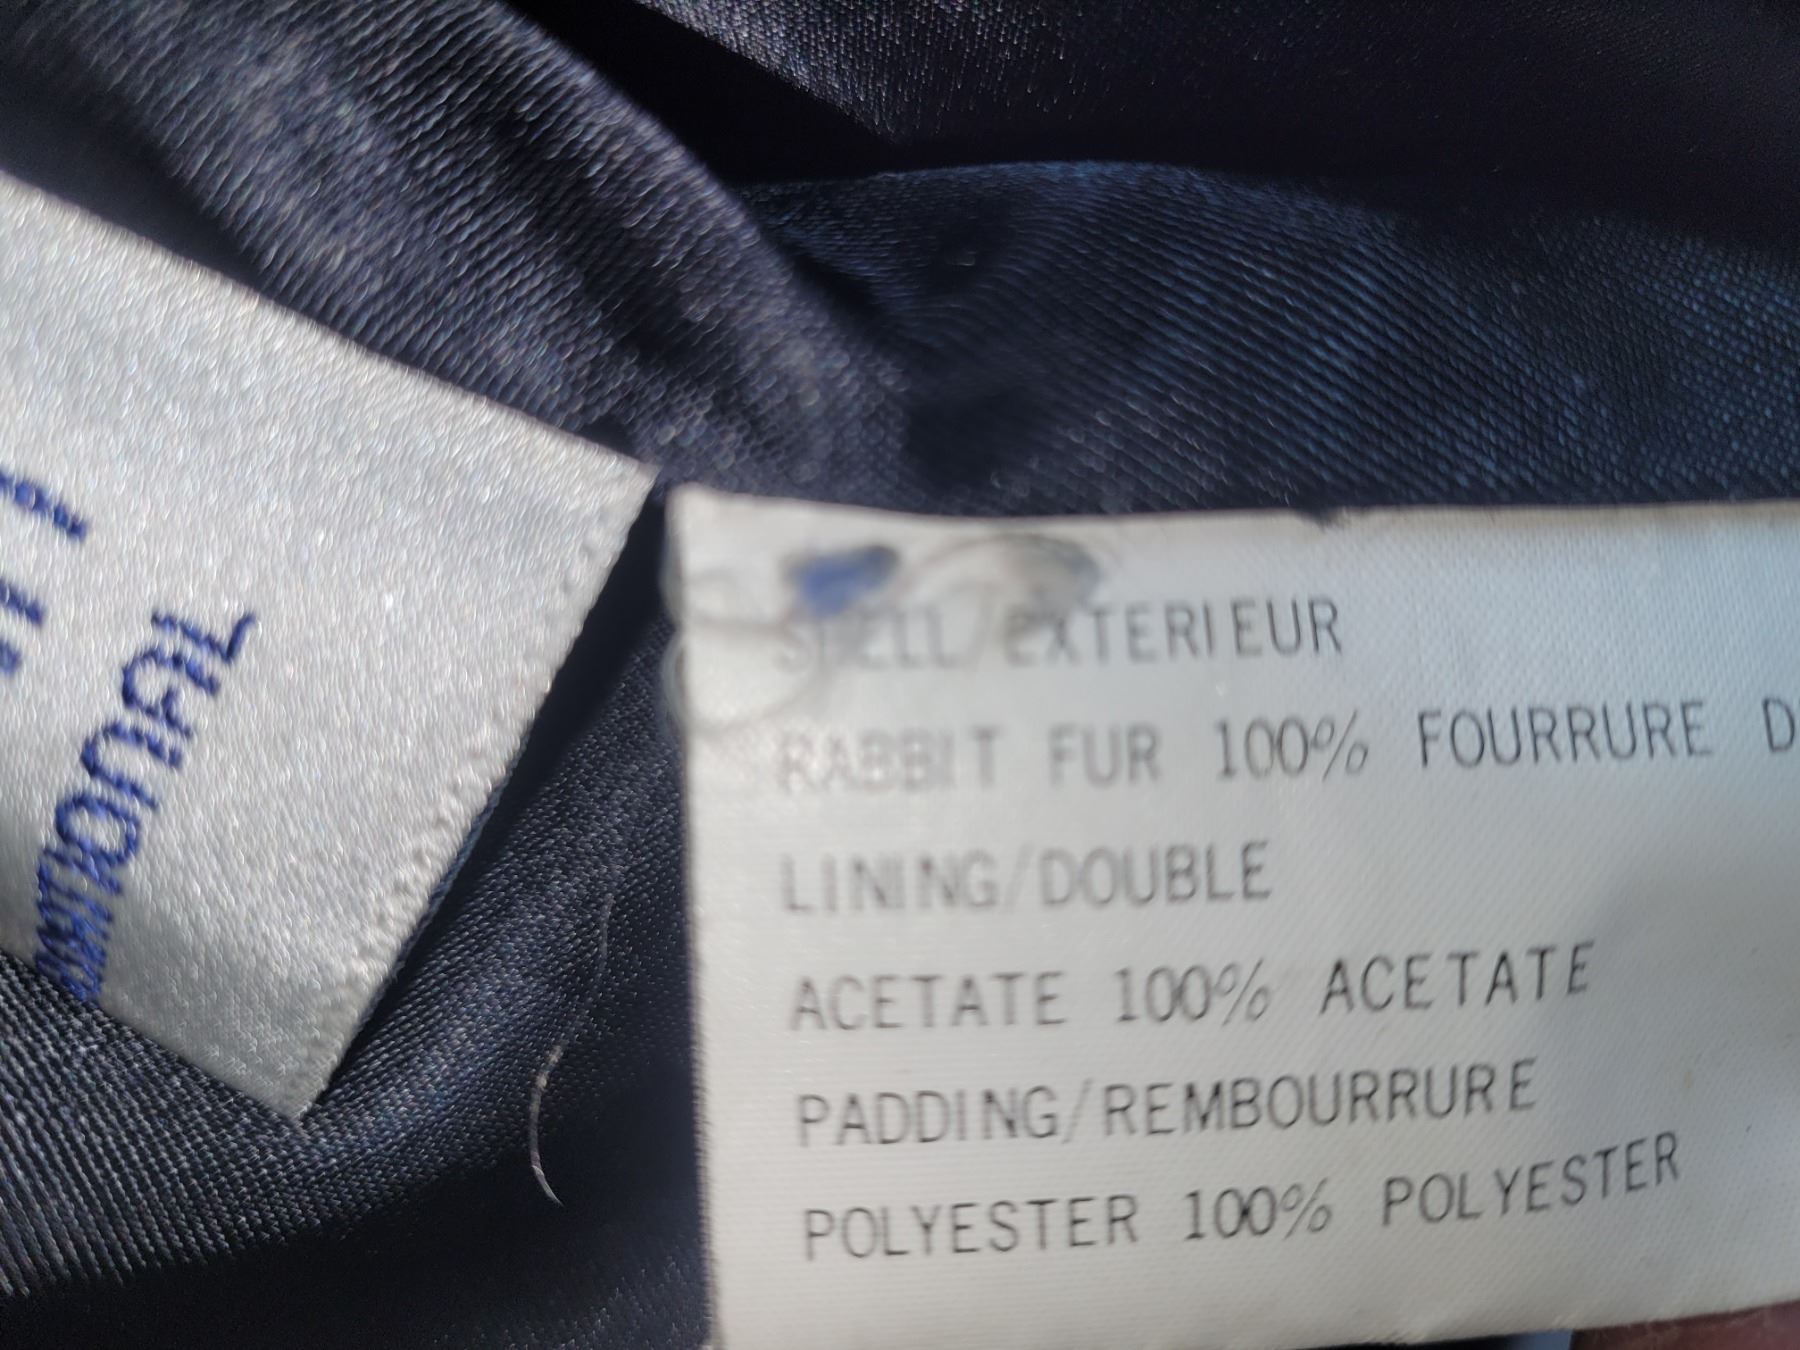 SHELL/EXTERIEUR
RABBIT FUR 100% FOURRURE D
LINING/DOUBLE
ACETATE 100% ACETATE
PADDING/REMBOURRURE
POLYESTER 100% POLYESTER